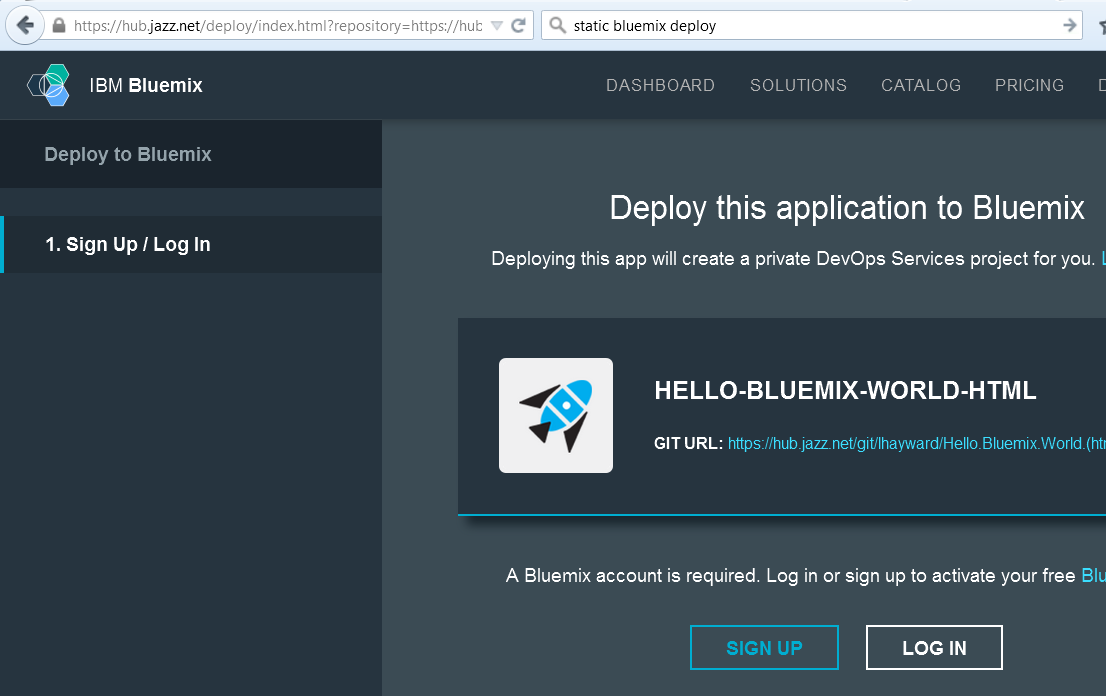 https://hub.jazz.net/deploy/index.html?repository=https://hub
static bluemix deploy
IBM Bluemix
DASHBOARD SOLUTIONS CATALOG PRICING
Deploy to Bluemix
1. Sign Up / Log In
Deploy this application to Bluemix
Deploying this app will create a private DevOps Services project for you.
HELLO-BLUEMIX-WORLD-HTML
GIT URL: https://hub.jazz.net/git/lhayward/Hello.Bluemix.World.(htm
A Bluemix account is required. Log in or sign up to activate your free Blu
SIGN UP
LOG IN